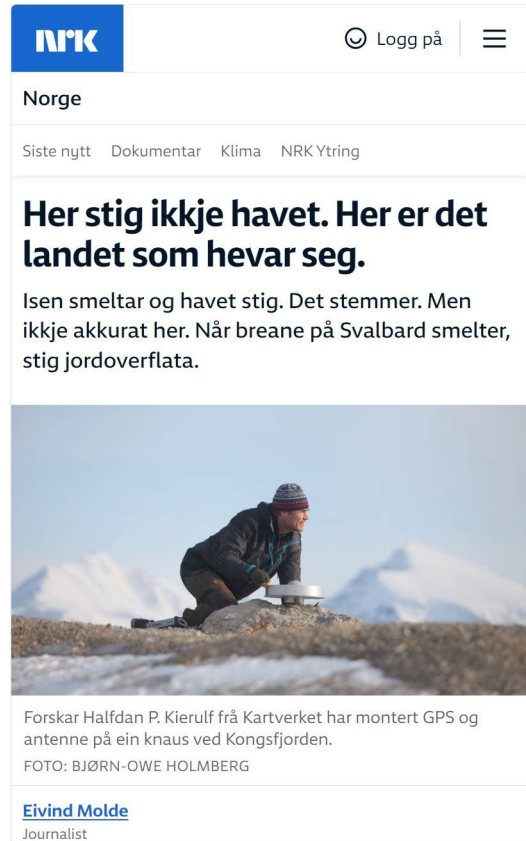 NRK
Logg på
Norge
Siste nytt Dokumentar Klima NRK Ytring
Her stig ikkje havet. Her er det
landet som hevar seg.
Isen smeltar og havet stig. Det stemmer. Men
ikkje akkurat her. Når breane på Svalbard smelter,
stig jordoverflata.
Forskar Halfdan P. Kierulf frå Kartverket har montert GPS og
antenne på ein knaus ved Kongsfjorden.
FOTO: BJØRN-OWE HOLMBERG
Eivind Molde
Journalist